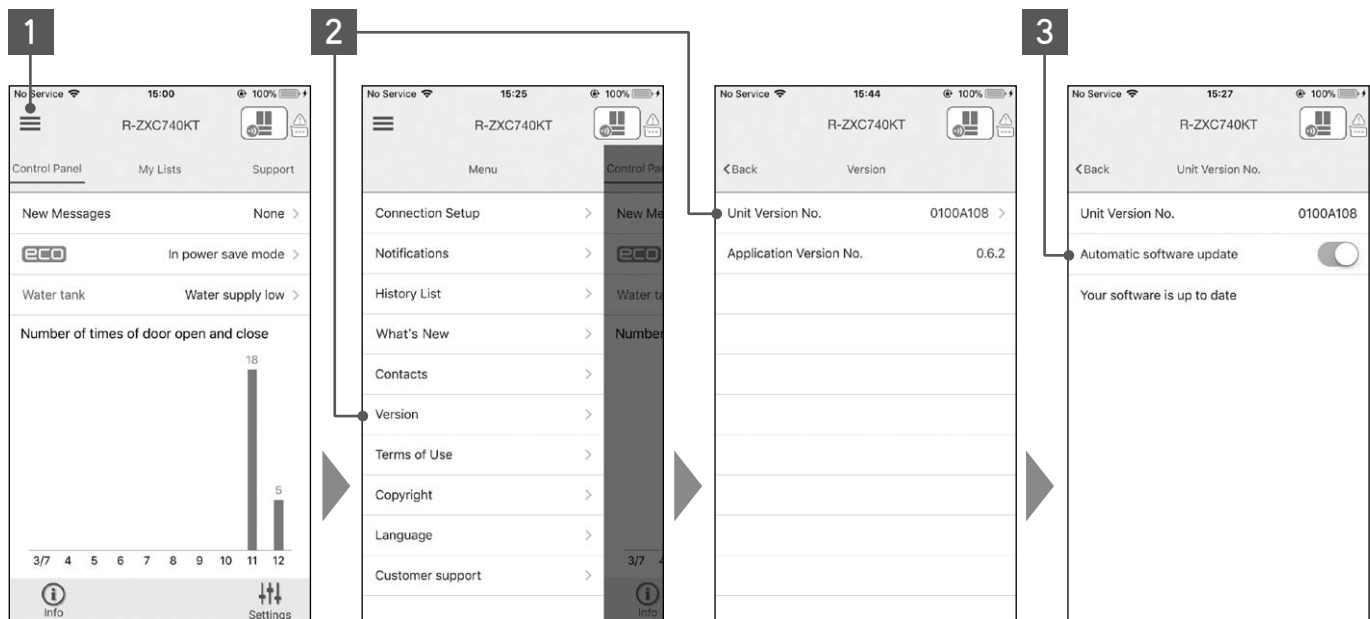 1
2
3
No Service 15:00 100%
R-ZXC740KT
Control Panel My Lists Support
New Messages None >
eco In power save mode >
Water tank Water supply low >
Number of times of door open and close
18
5
3/7 4 5 6 7 8 9 10 11 12
Info Settings
No Service 15:25 100%
R-ZXC740KT
Menu Control Pa
Connection Setup > New Me
Notifications > eco
History List > Water ta
What's New > Number
Contacts >
Version >
Terms of Use >
Copyright >
Language >
Customer support >
3/7 4
Info
No Service 15:44 100%
R-ZXC740KT
<Back Version
Unit Version No. 0100A108 >
Application Version No. 0.6.2
No Service 15:27 100%
R-ZXC740KT
<Back Unit Version No.
Unit Version No. 0100A108
Automatic software update
Your software is up to date